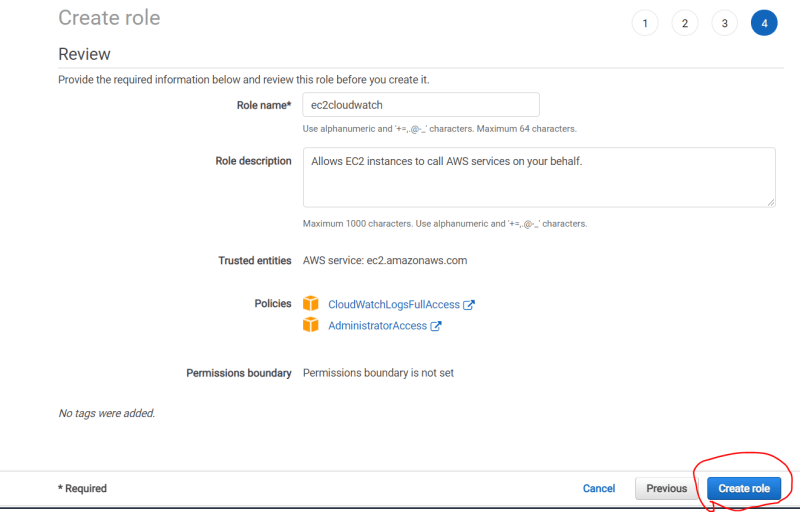 Create role
1 2 3 4
Review
Provide the required information below and review this role before you create it.
Role name* ec2cloudwatch
Use alphanumeric and '+=,.@-_' characters. Maximum 64 characters.
Role description Allows EC2 instances to call AWS services on your behalf.
Maximum 1000 characters. Use alphanumeric and '+=,.@-_' characters.
Trusted entities AWS service: ec2.amazonaws.com
Policies CloudWatchLogsFullAccess
AdministratorAccess
Permissions boundary Permissions boundary is not set
No tags were added.
* Required Cancel Previous Create role